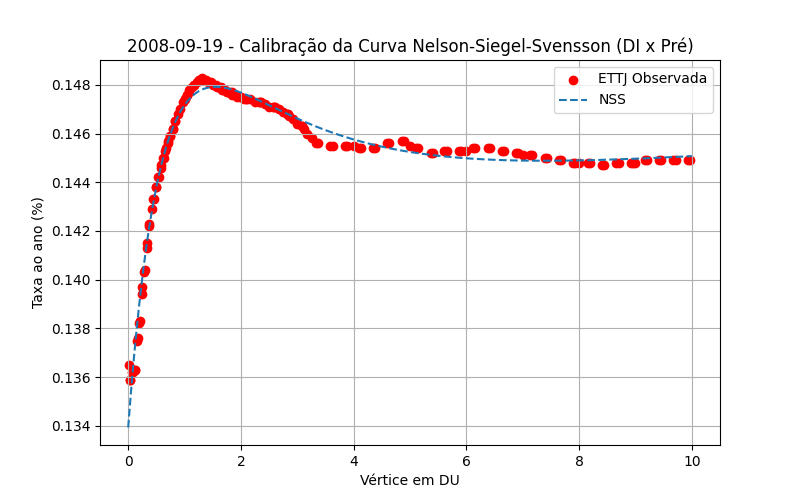 2008-09-19 - Calibração da Curva Nelson-Siegel-Svensson (DI x Pré)
ETTJ Observada
NSS
Taxa ao ano (%)
0.148
0.146
0.144
0.142
0.140
0.138
0.136
0.134
0 2 4 6 8 10
Vértice em DU